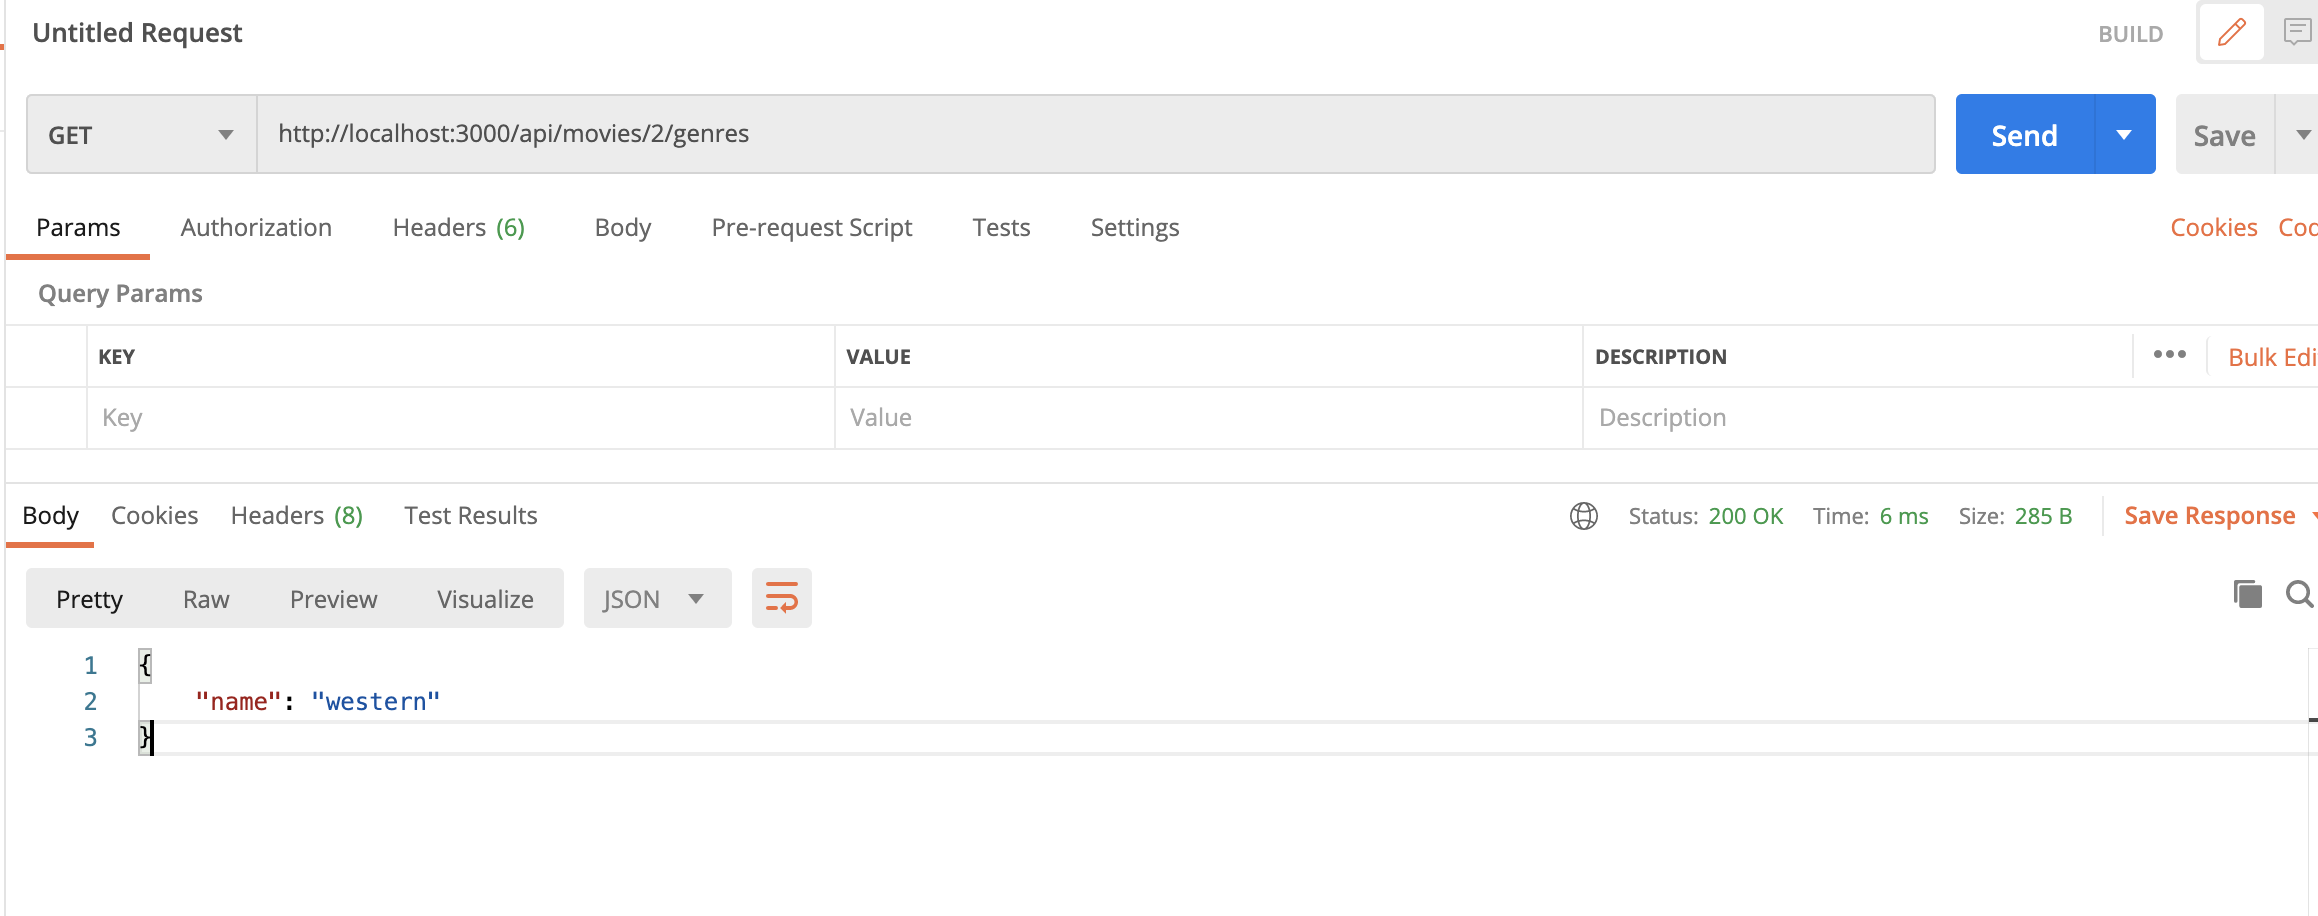 Untitled Request
BUILD
GET http://localhost:3000/api/movies/2/genres Send Save
Params Authorization Headers (6) Body Pre-request Script Tests Settings Cookies Cod
Query Params
KEY VALUE DESCRIPTION ••• Bulk Edi
Key Value Description
Body Cookies Headers (8) Test Results Status: 200 OK Time: 6 ms Size: 285 B Save Response
Pretty Raw Preview Visualize JSON
1 {
2 "name": "western"
3 }